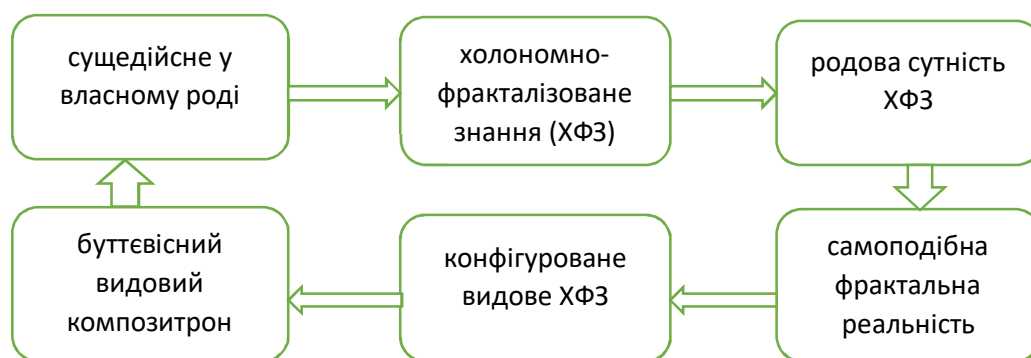 сущедійсне у
власному роді
холономно-
фракталізоване
знання (ХФЗ)
родова сутність
ХФЗ
буттєвісний
видовий
композитрон
конфігуроване
видове ХФЗ
самоподібна
фрактальна
реальність